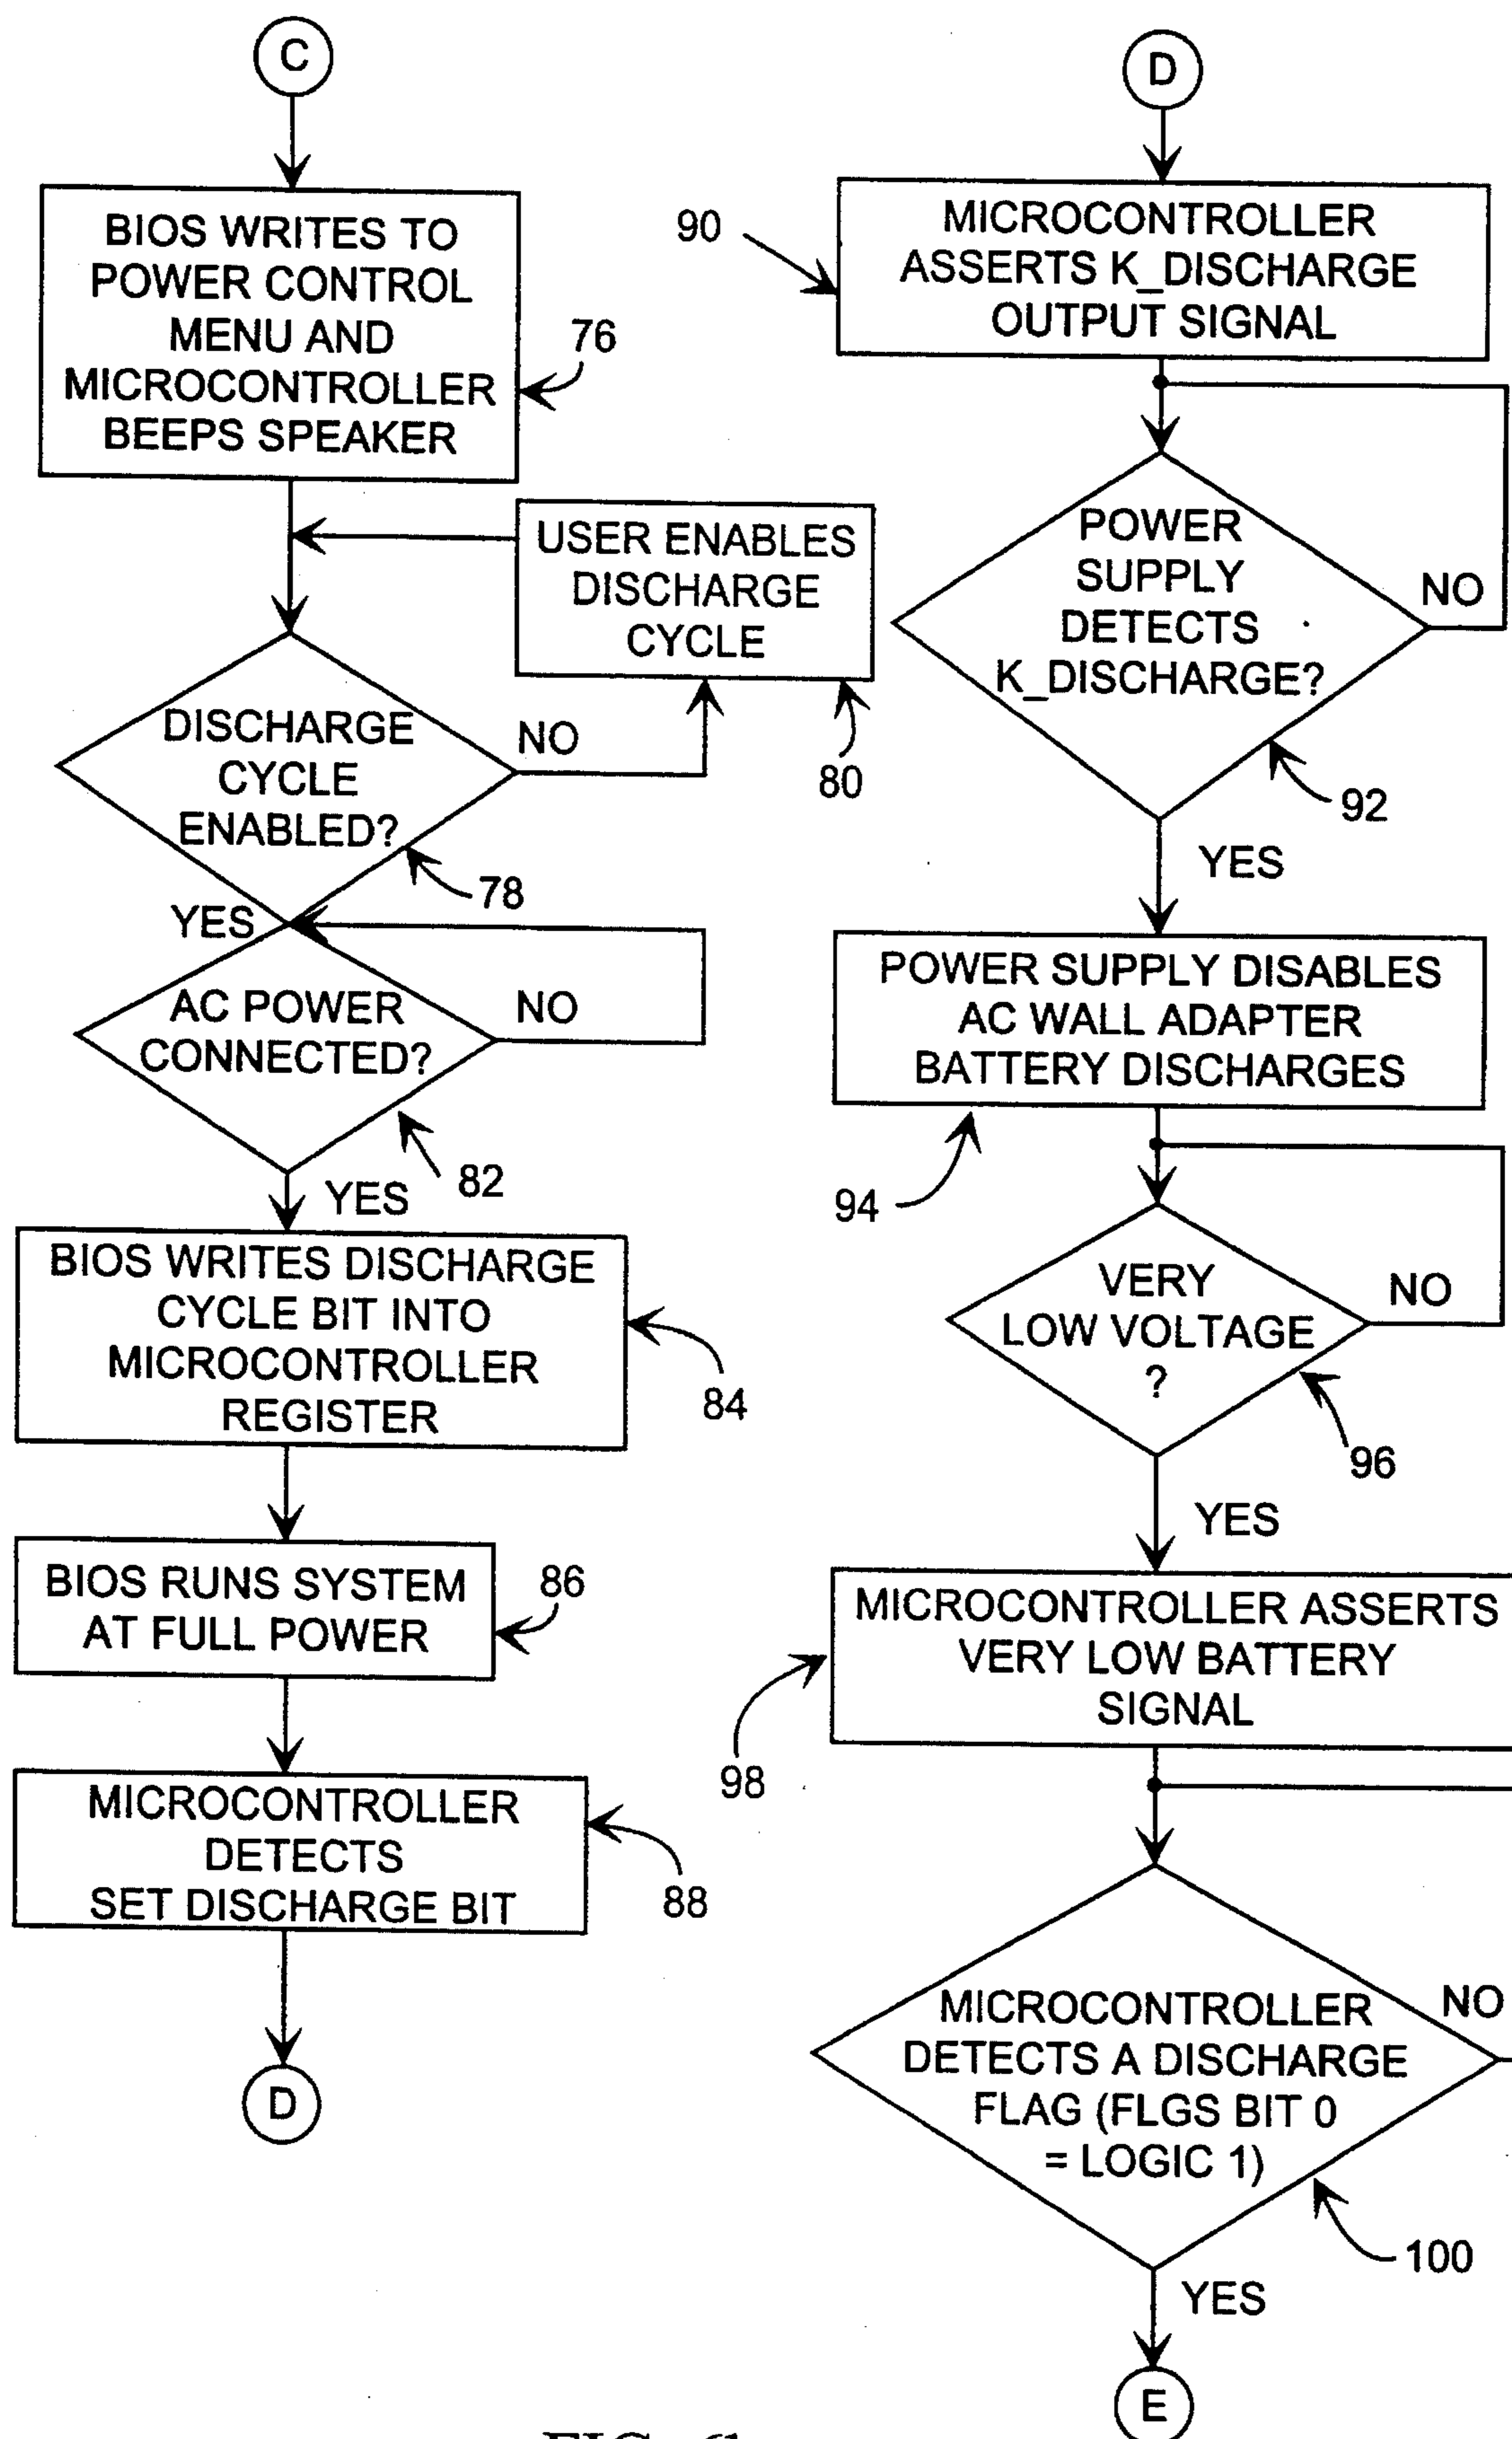 C
BIOS WRITES TO
POWER CONTROL
MENU AND
MICROCONTROLLER
BEEPS SPEAKER
76
USER ENABLES
DISCHARGE
CYCLE
80
DISCHARGE
CYCLE
ENABLED?
NO
78
YES
AC POWER
CONNECTED?
NO
82
YES
BIOS WRITES DISCHARGE
CYCLE BIT INTO
MICROCONTROLLER
REGISTER
84
BIOS RUNS SYSTEM
AT FULL POWER
86
MICROCONTROLLER
DETECTS
SET DISCHARGE BIT
88
D
D
90
MICROCONTROLLER
ASSERTS K_DISCHARGE
OUTPUT SIGNAL
POWER
SUPPLY
DETECTS
K_DISCHARGE?
NO
92
YES
POWER SUPPLY DISABLES
AC WALL ADAPTER
BATTERY DISCHARGES
94
VERY
LOW VOLTAGE
?
NO
96
YES
MICROCONTROLLER ASSERTS
VERY LOW BATTERY
SIGNAL
98
MICROCONTROLLER
DETECTS A DISCHARGE
FLAG (FLGS BIT 0
= LOGIC 1)
NO
100
YES
E